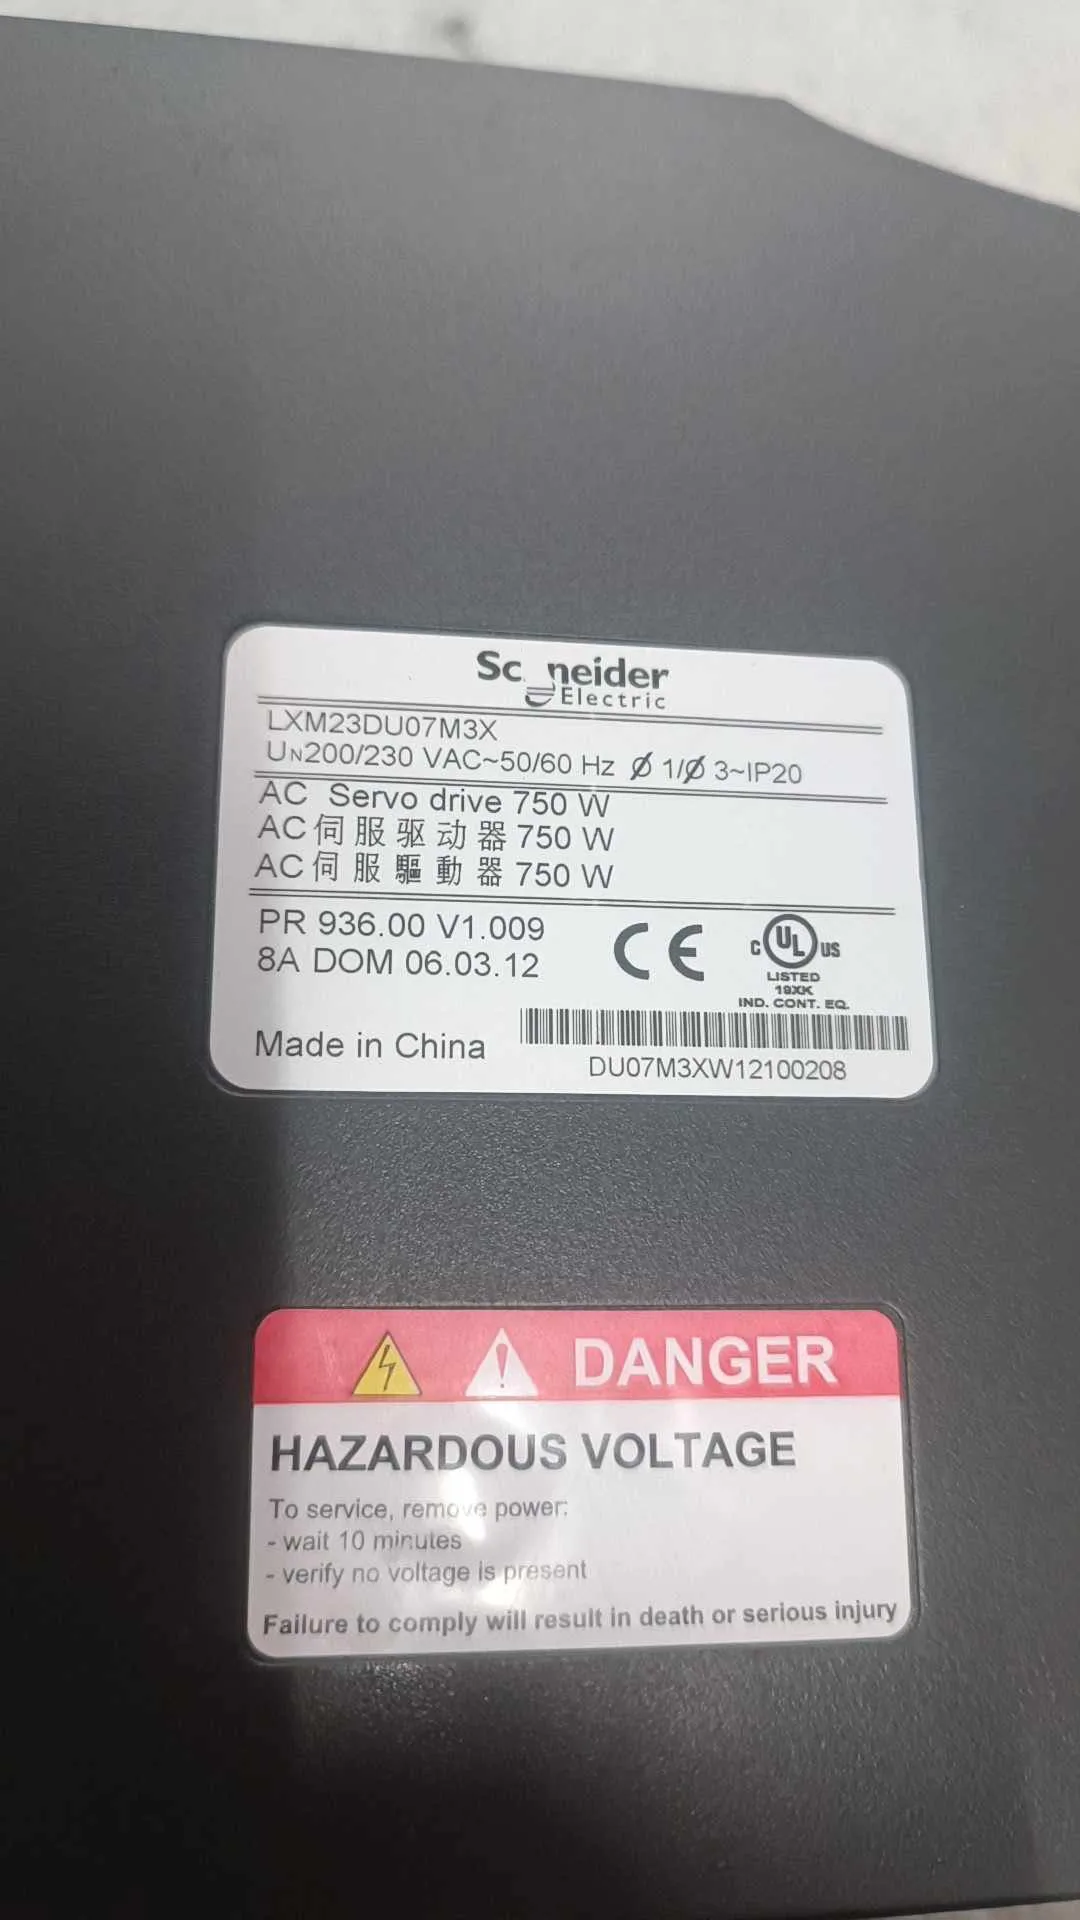 Schneider
Electric
LXM23DU07M3X
UN200/230 VAC~50/60 Hz Ø 1/Ø 3~IP20
AC Servo drive 750 W
AC伺服驱动器750 W
AC伺服驅動器750 W
PR 936.00 V1.009
8A DOM 06.03.12
CE
C UL US
LISTED
19XK
IND. CONT. EQ.
Made in China
DU07M3XW12100208
DANGER
HAZARDOUS VOLTAGE
To service, remove power:
- wait 10 minutes
- verify no voltage is present
Failure to comply will result in death or serious injury